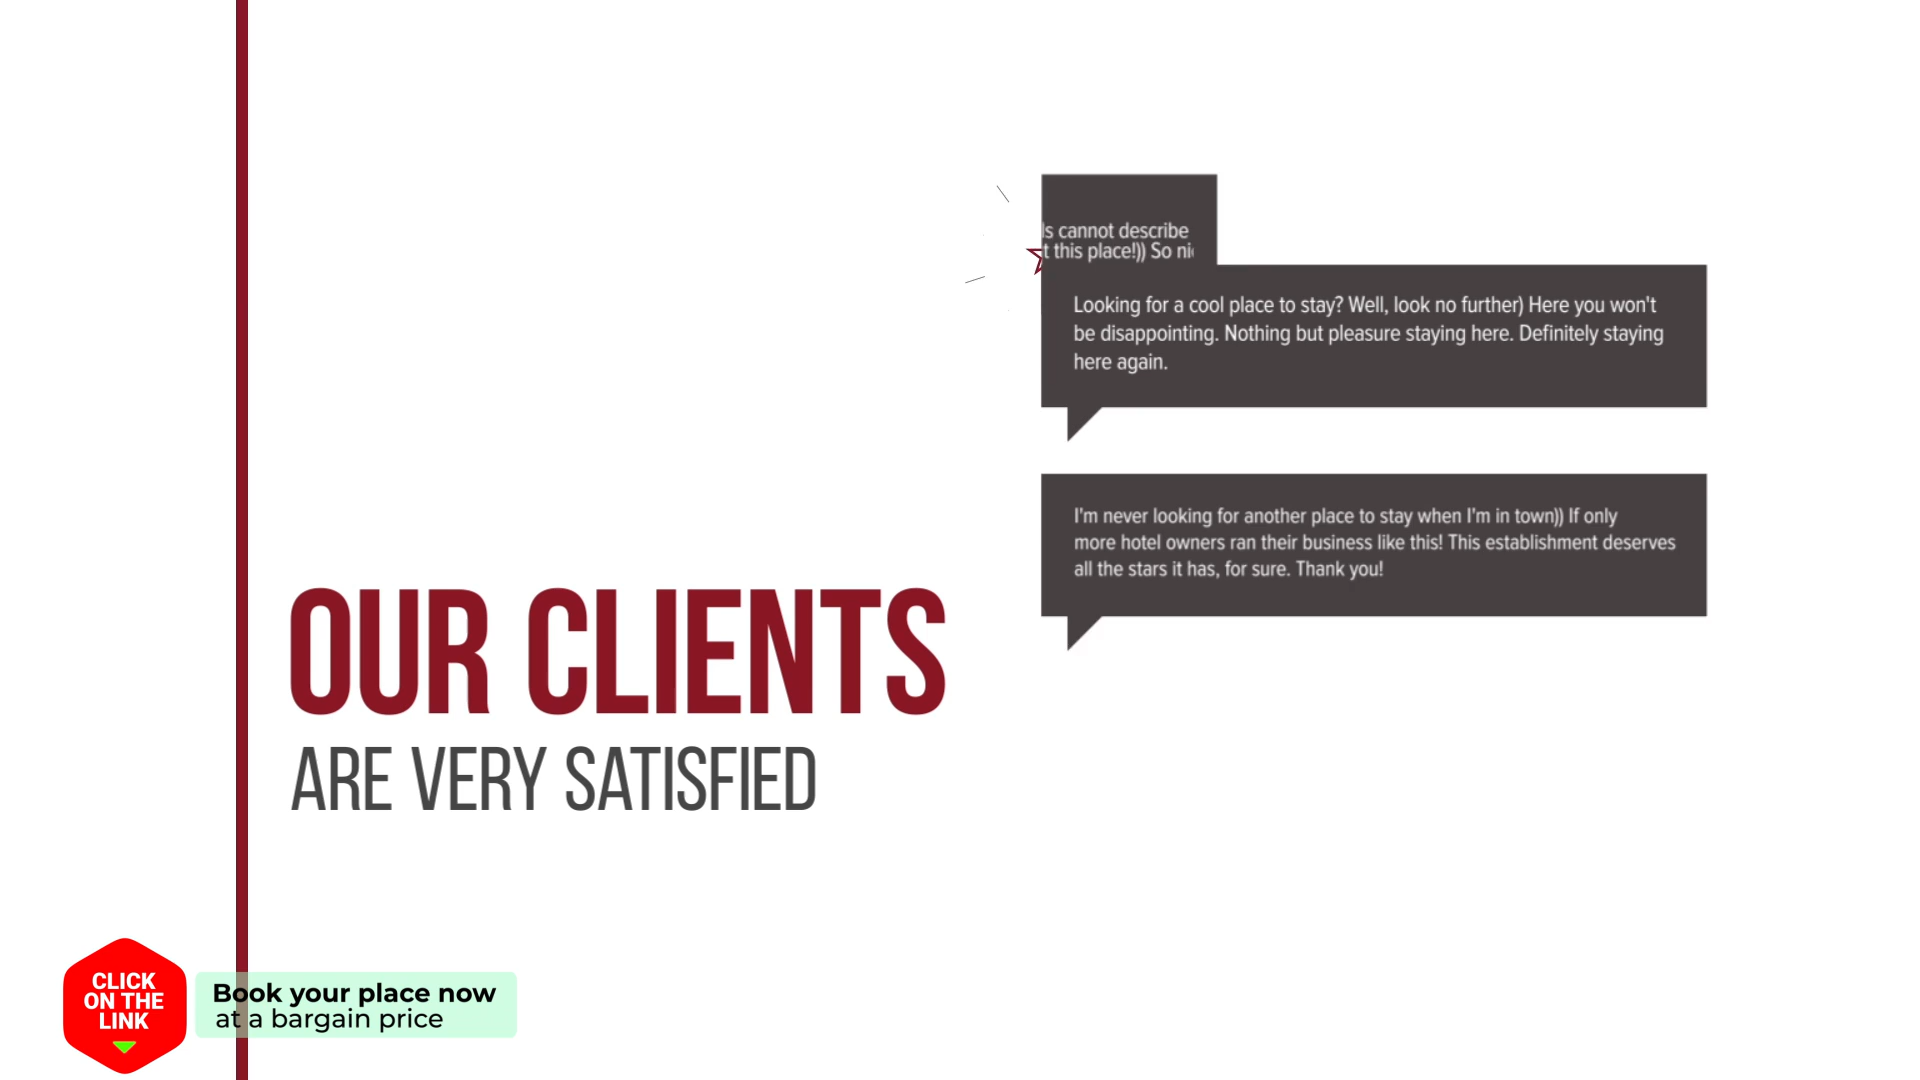 cannot describe
this place!)) So
Looking for a cool place to stay? Well, look no further) Here you won't
be disappointing. Nothing but pleasure staying here. Definitely staying
here again.
I'm never looking for another place to stay when I'm in town)) If only
more hotel owners ran their business like this! This establishment deserves
all the stars it has, for sure. Thank you!
OUR CLIENTS
ARE VERY SATISFIED
CLICK
ON THE
LINK
Book your place now
at a bargain price